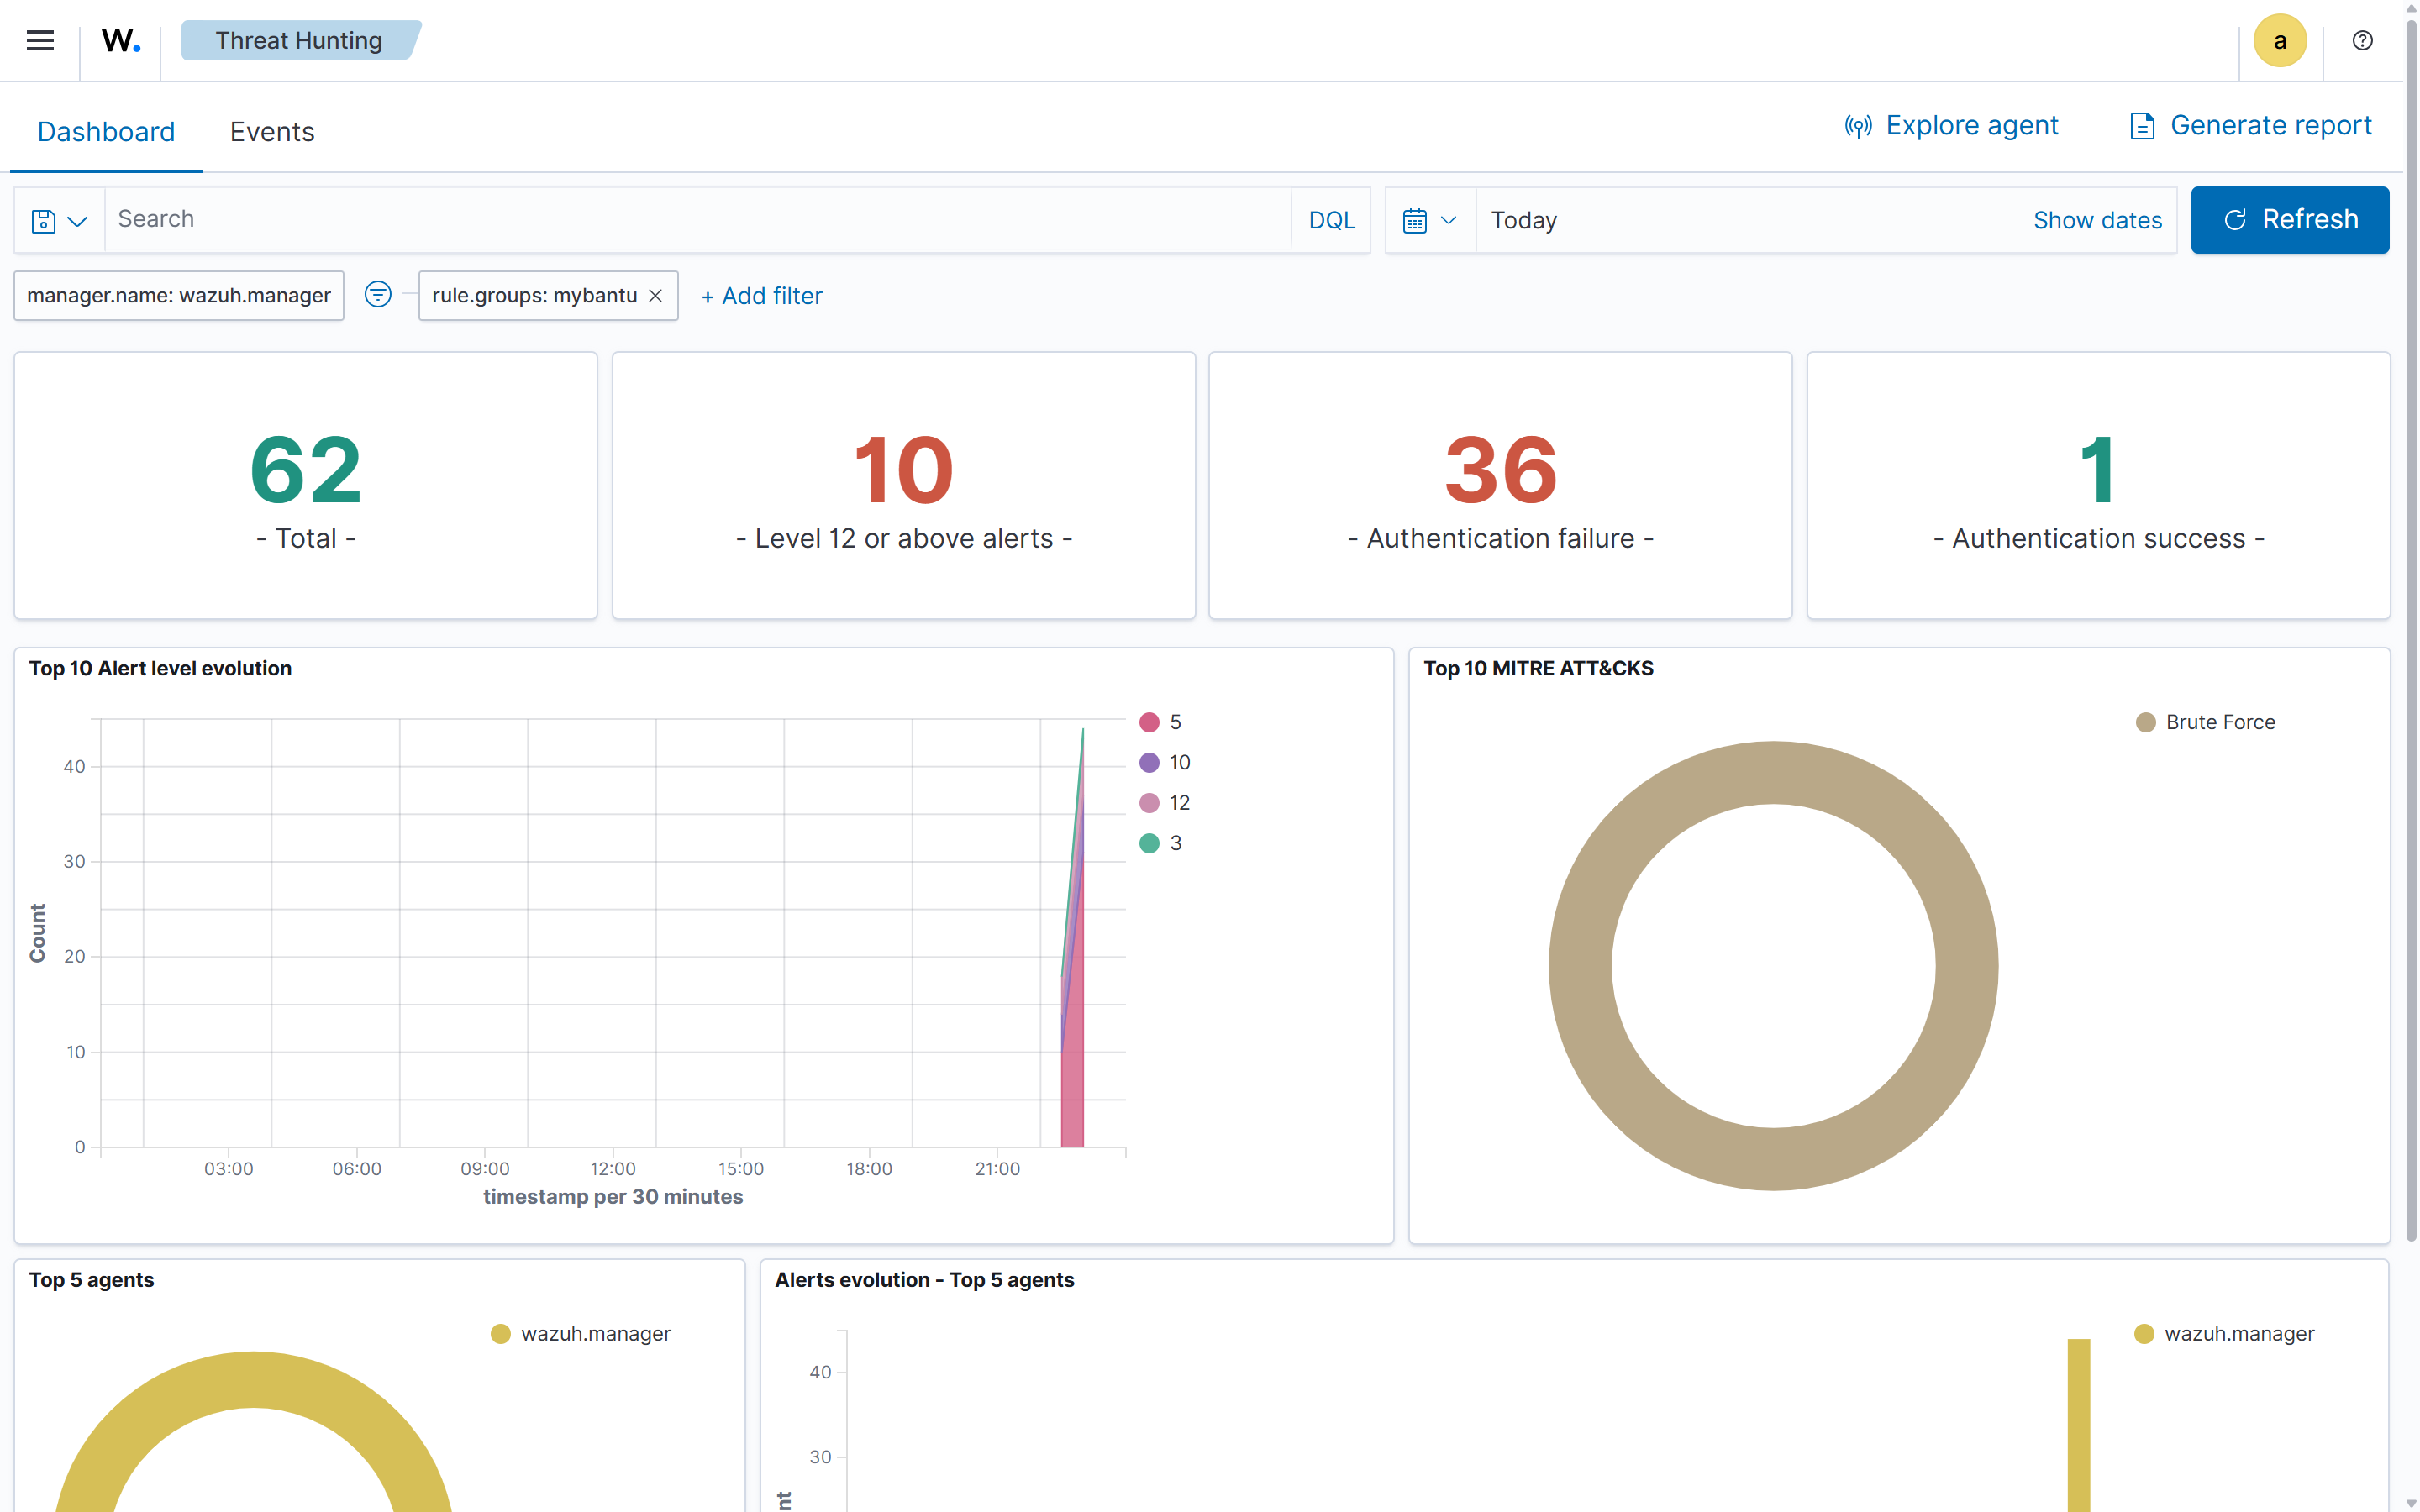 W.
Threat Hunting
a
Dashboard
Events
Explore agent
Generate report
Search
DQL
Today
Show dates
Refresh
manager.name: wazuh.manager
rule.groups: mybantu
+ Add filter
62
- Total -
10
- Level 12 or above alerts -
36
- Authentication failure -
1
- Authentication success -
Top 10 Alert level evolution
5
10
12
3
40
30
20
10
0
Count
03:00 06:00 09:00 12:00 15:00 18:00 21:00
timestamp per 30 minutes
Top 10 MITRE ATT&CKS
Brute Force
Top 5 agents
wazuh.manager
Alerts evolution - Top 5 agents
wazuh.manager
40
30
nt